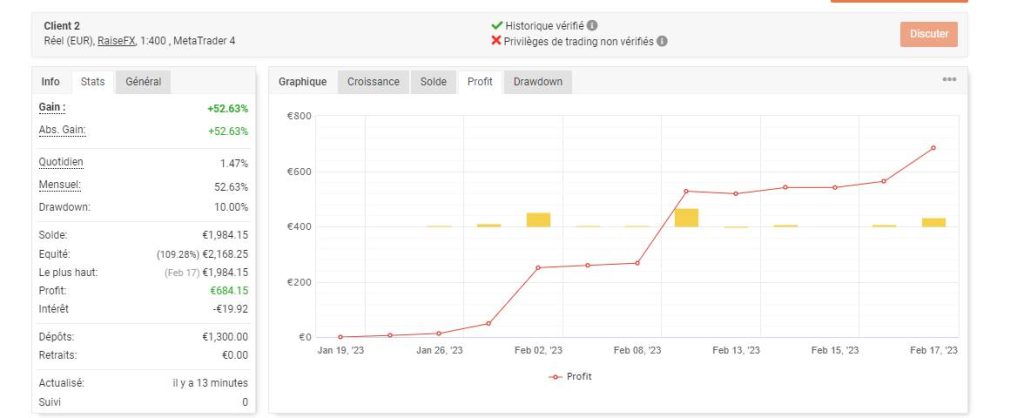 Client 2
Réel (EUR), RaiseFX, 1:400 , MetaTrader 4
Historique vérifié
Privilèges de trading non vérifiés
Discuter
Info Stats Général
Gain : +52.63%
Abs. Gain: +52.63%
Quotidien 1.47%
Mensuel: 52.63%
Drawdown: 10.00%
Solde: €1,984.15
Equité: (109.28%) €2,168.25
Le plus haut: (Feb 17) €1,984.15
Profit: €684.15
Intérêt -€19.92
Dépôts: €1,300.00
Retraits: €0.00
Actualisé: il y a 13 minutes
Suivi 0
Graphique Croissance Solde Profit Drawdown
€800
€600
€400
€200
€0
Jan 19, '23 Jan 26, '23 Feb 02, '23 Feb 08, '23 Feb 13, '23 Feb 15, '23 Feb 17, '23
Profit